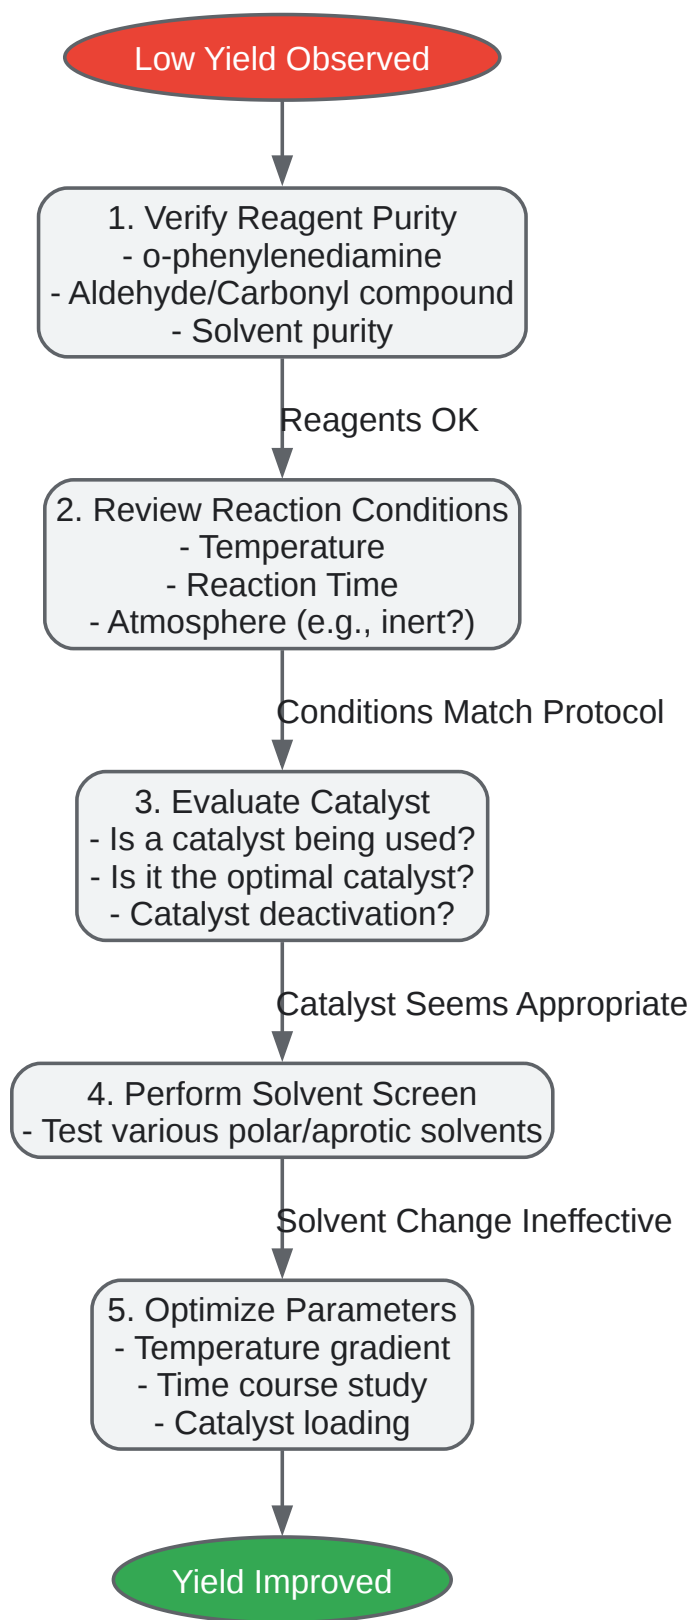 Low Yield Observed
1. Verify Reagent Purity
- o-phenylenediamine
- Aldehyde/Carbonyl compound
- Solvent purity
Reagents OK
2. Review Reaction Conditions
- Temperature
- Reaction Time
- Atmosphere (e.g., inert?)
Conditions Match Protocol
3. Evaluate Catalyst
- Is a catalyst being used?
- Is it the optimal catalyst?
- Catalyst deactivation?
Catalyst Seems Appropriate
4. Perform Solvent Screen
- Test various polar/aprotic solvents
Solvent Change Ineffective
5. Optimize Parameters
- Temperature gradient
- Time course study
- Catalyst loading
Yield Improved